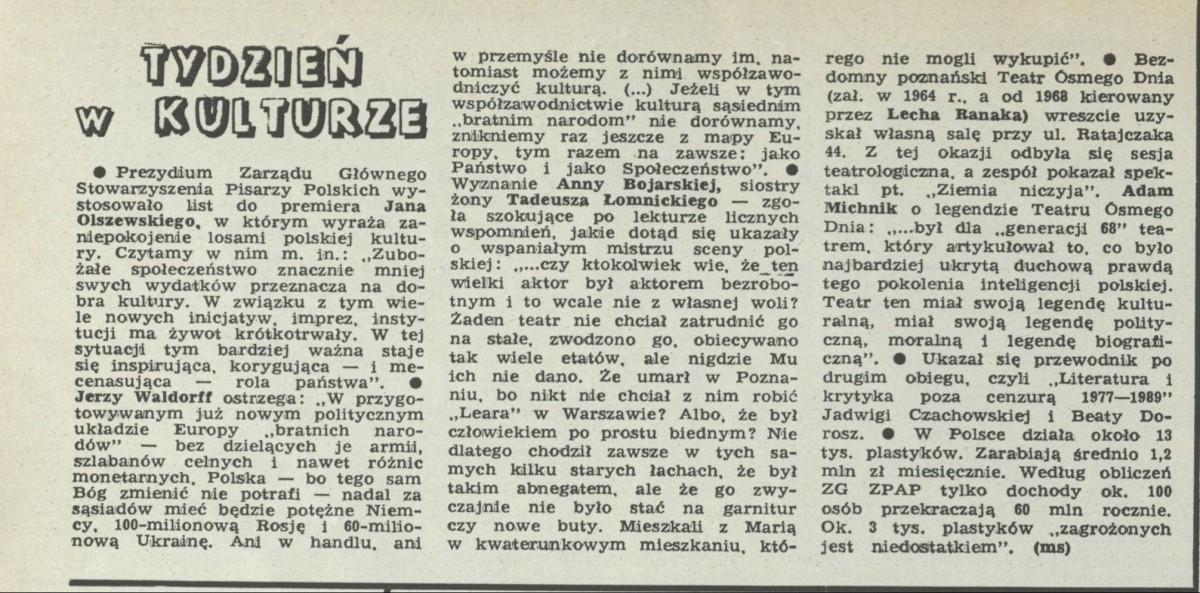 TYDZIEŃ
w KULTURZE
● Prezydium Zarządu Głównego
Stowarzyszenia Pisarzy Polskich wy-
stosowało list do premiera Jana
Olszewskiego, w którym wyraża za-
niepokojenie losami polskiej kultu-
ry. Czytamy w nim m. in.: „Zubo-
żałe społeczeństwo znacznie mniej
swych wydatków przeznacza na do-
bra kultury. W związku z tym wie-
le nowych inicjatyw, imprez, insty-
tucji ma żywot krótkotrwały. W tej
sytuacji tym bardziej ważna staje
się inspirująca, korygująca — i me-
cenasująca — rola państwa”. ●
Jerzy Waldorff ostrzega: „W przygo-
towywanym już nowym politycznym
układzie Europy „bratnich naro-
dów” — bez dzielących je armii,
szlabanów celnych i nawet różnic
monetarnych, Polska — bo tego sam
Bóg zmienić nie potrafi — nadal za
sąsiadów mieć będzie potężne Niem-
cy, 100-milionową Rosję i 60-milio-
nową Ukrainę. Ani w handlu, ani
w przemyśle nie dorównamy im, na-
tomiast możemy z nimi współzawo-
dniczyć kulturą. (...) Jeżeli w tym
współzawodnictwie kulturą sąsiednim
„bratnim narodom” nie dorównamy,
znikniemy raz jeszcze z mapy Eu-
ropy, tym razem na zawsze: jako
Państwo i jako Społeczeństwo”. ●
Wyznanie Anny Bojarskiej, siostry
żony Tadeusza Łomnickiego — zgo-
ła szokujące po lekturze licznych
wspomnień, jakie dotąd się ukazały
o wspaniałym mistrzu sceny pol-
skiej: „...czy ktokolwiek wie, że ten
wielki aktor był aktorem bezrobo-
tnym i to wcale nie z własnej woli?
Żaden teatr nie chciał zatrudnić go
na stałe, zwodzono go, obiecywano
tak wiele etatów, ale nigdzie Mu
ich nie dano. Że umarł w Pozna-
niu, bo nikt nie chciał z nim robić
„Leara” w Warszawie? Albo, że był
człowiekiem po prostu biednym? Nie
dlatego chodził zawsze w tych sa-
mych kilku starych łachach, że był
takim abnegatem, ale że go zwy-
czajnie nie było stać na garnitur
czy nowe buty. Mieszkali z Marią
w kwaterunkowym mieszkaniu, któ-
rego nie mogli wykupić”. ● Bez-
domny poznański Teatr Ósmego Dnia
(zał. w 1964 r., a od 1968 kierowany
przez Lecha Ranaka) wreszcie uzy-
skał własną salę przy ul. Ratajczaka
44. Z tej okazji odbyła się sesja
teatrologiczna, a zespół pokazał spek-
takl pt. „Ziemia niczyja”. Adam
Michnik o legendzie Teatru Ósmego
Dnia: „...był dla „generacji 68” tea-
trem, który artykułował to, co było
najbardziej ukrytą duchową prawdą
tego pokolenia inteligencji polskiej.
Teatr ten miał swoją legendę kultu-
ralną, miał swoją legendę polity-
czną, moralną i legendę biografi-
czną”. ● Ukazał się przewodnik po
drugim obiegu, czyli „Literatura i
krytyka poza cenzurą 1977—1989”
Jadwigi Czachowskiej i Beaty Do-
rosz. ● W Polsce działa około 13
tys. plastyków. Zarabiają średnio 1,2
mln zł miesięcznie. Według obliczeń
ZG ZPAP tylko dochody ok. 100
osób przekraczają 60 mln rocznie.
Ok. 3 tys. plastyków „zagrożonych
jest niedostatkiem”. (ms)